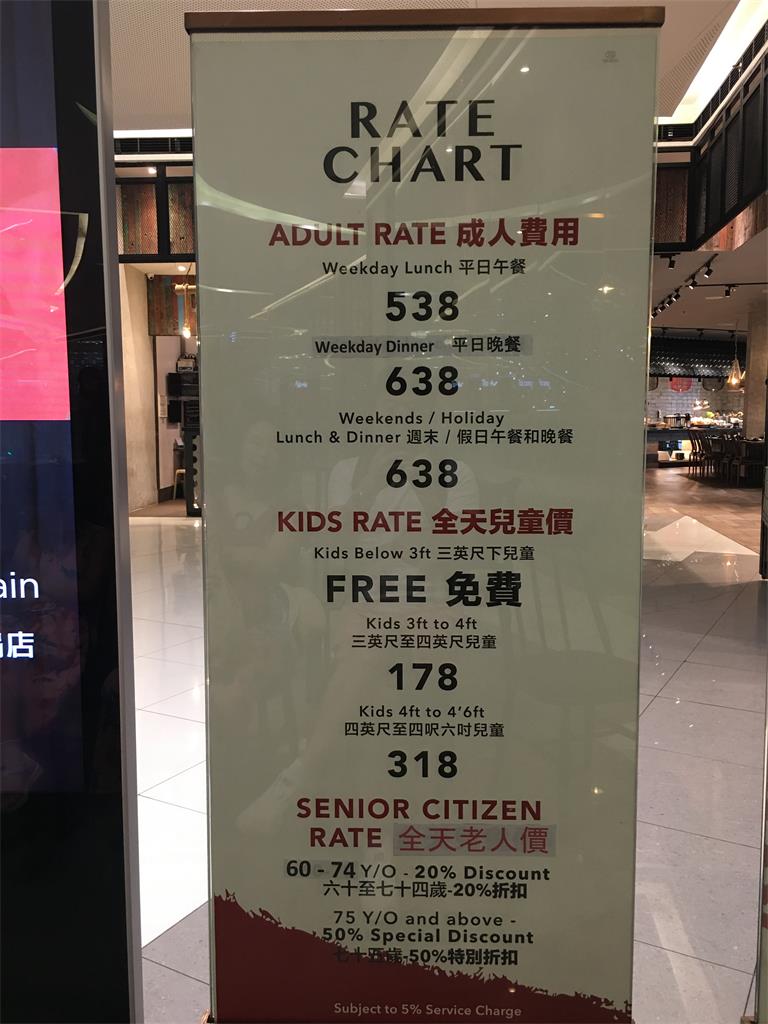 RATE
CHART
ADULT RATE 成人費用
Weekday Lunch 平日午餐
538
Weekday Dinner 平日晚餐
638
Weekends / Holiday
Lunch & Dinner 週末 / 假日午餐和晚餐
638
KIDS RATE 全天兒童價
Kids Below 3ft 三英尺下兒童
FREE 免費
Kids 3ft to 4ft
三英尺至四英尺兒童
178
Kids 4ft to 4'6ft
四英尺至四呎六吋兒童
318
SENIOR CITIZEN
RATE 全天老人價
60 - 74 Y/O - 20% Discount
六十至七十四歲-20%折扣
75 Y/O and above -
50% Special Discount
七十五歲-50%特別折扣
Subject to 5% Service Charge
ain
店